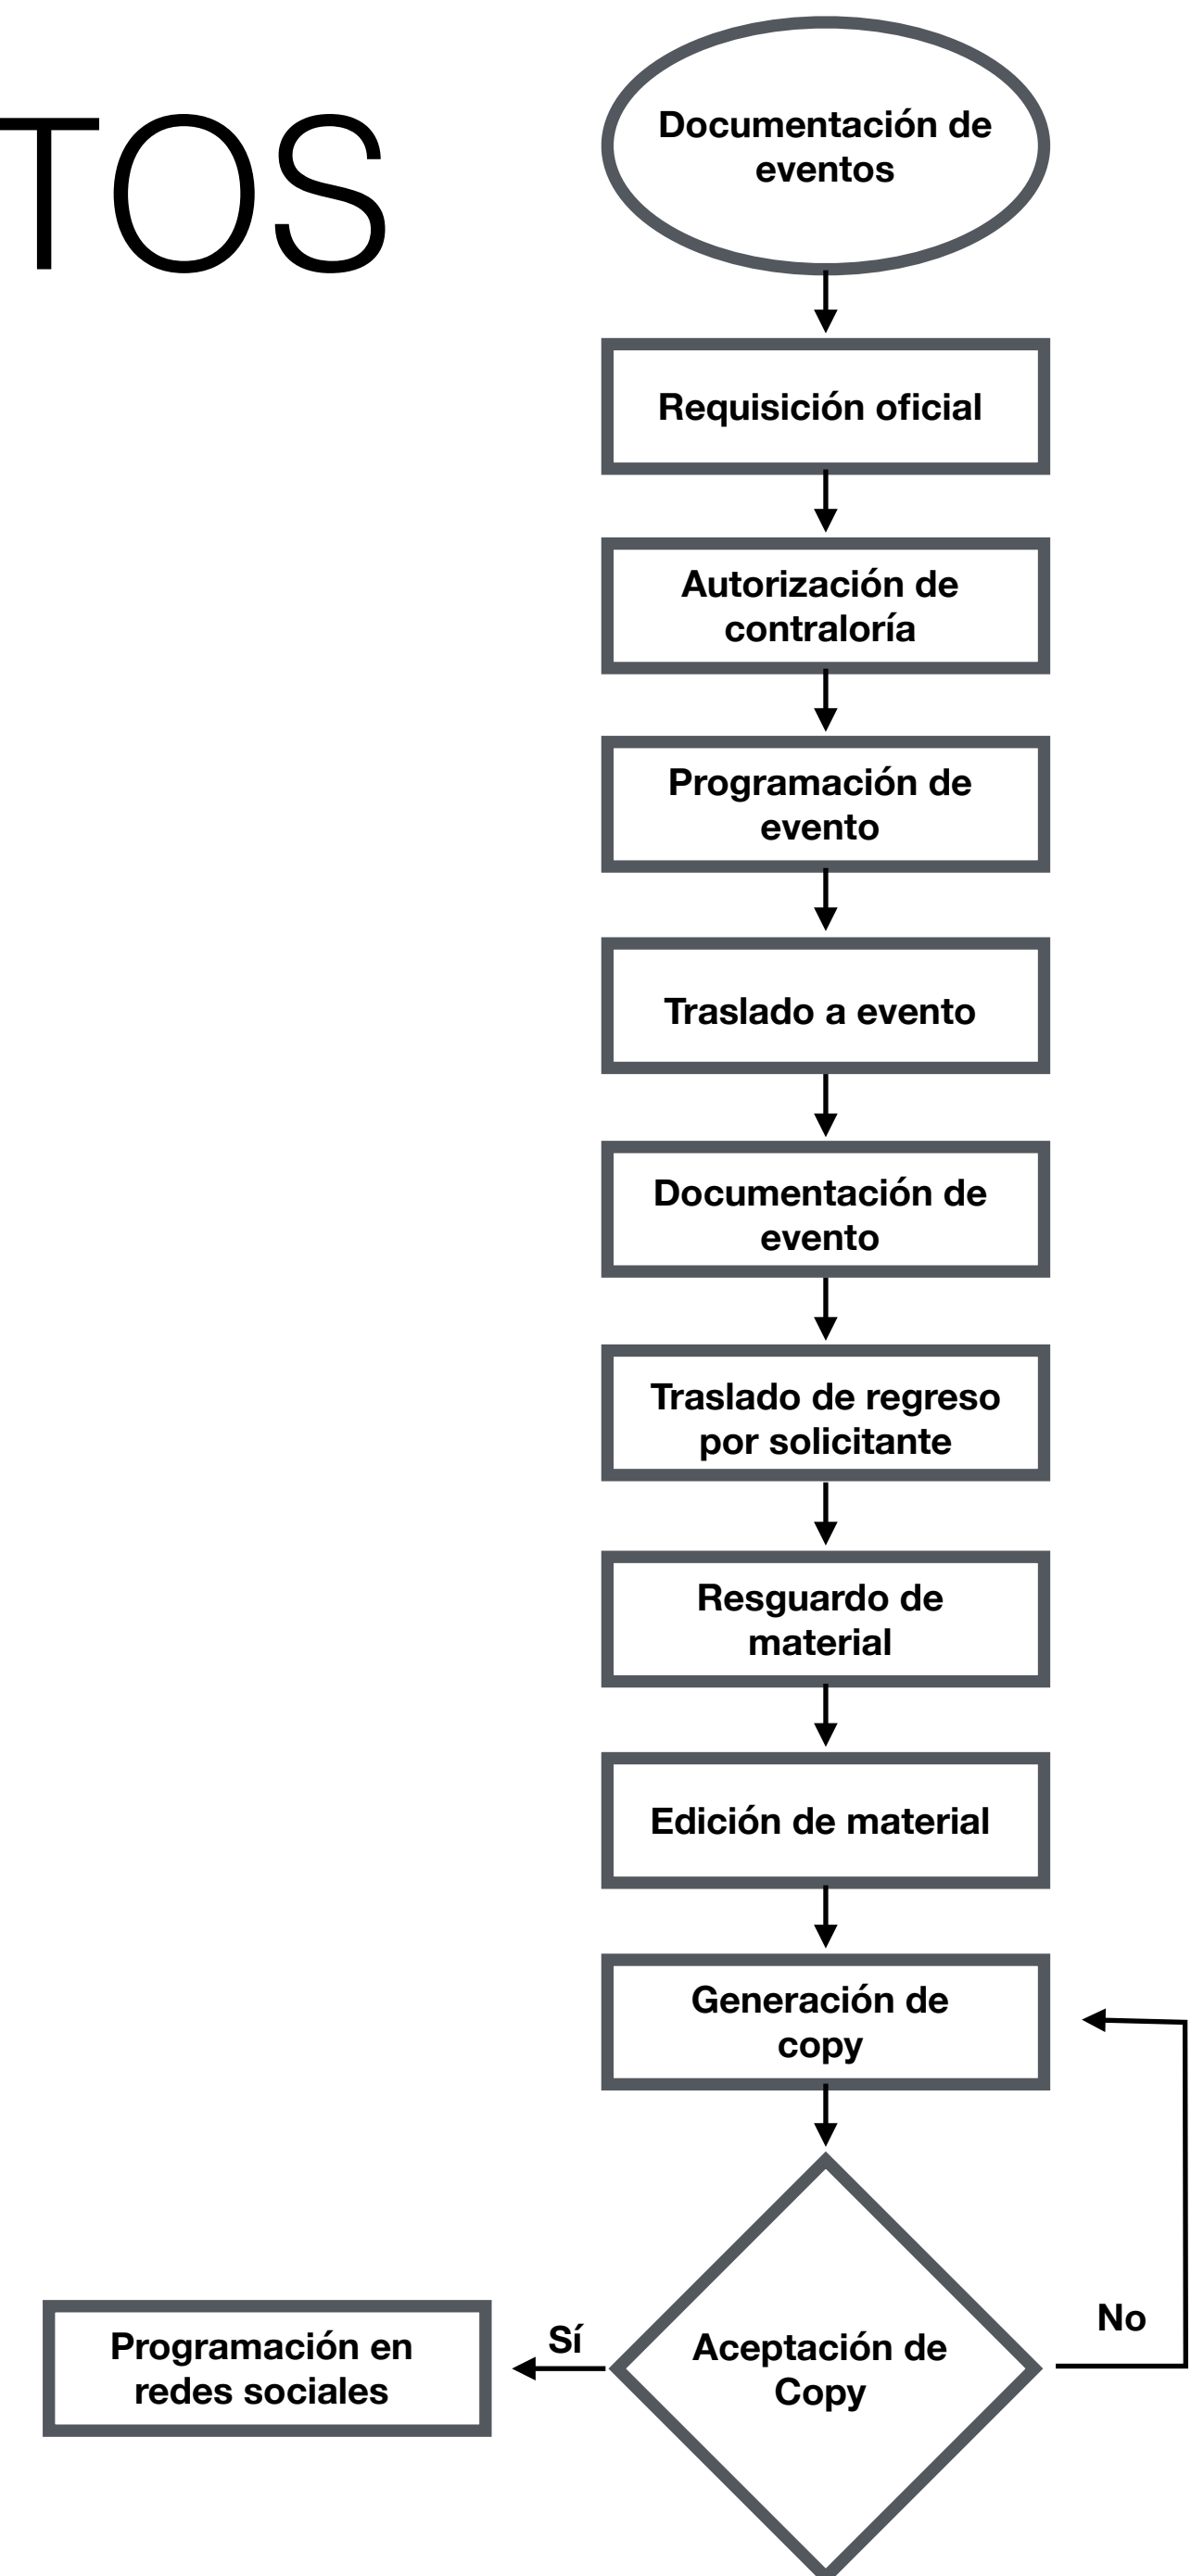 TOS
Documentación de
eventos
Requisición oficial
Autorización de
contraloría
Programación de
evento
Traslado a evento
Documentación de
evento
Traslado de regreso
por solicitante
Resguardo de
material
Edición de material
Generación de
copy
Aceptación de
Copy
Sí
No
Programación en
redes sociales